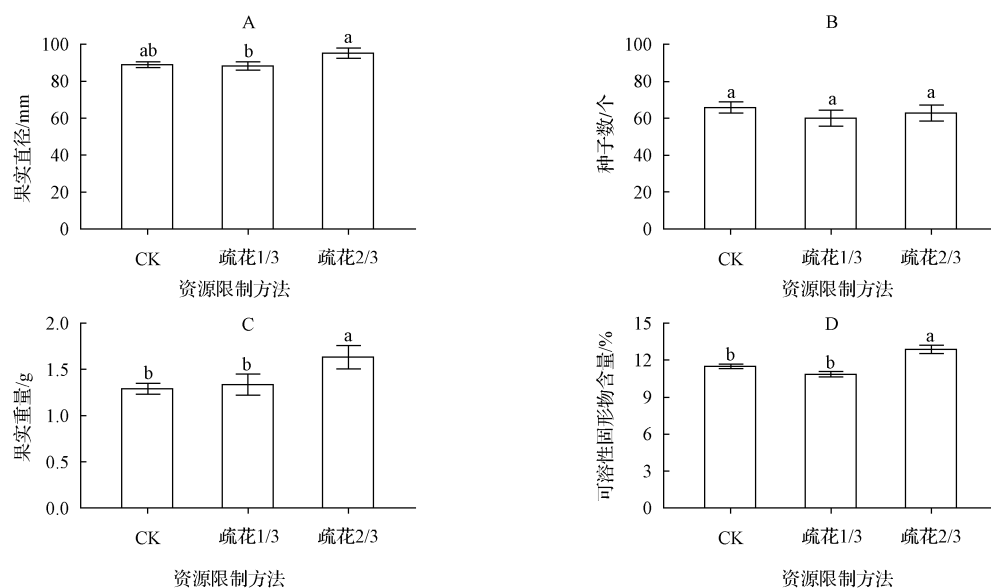 A
果实直径/mm
100
80
60
40
20
0
ab
b
a
CK
疏花1/3
疏花2/3
资源限制方法
B
种子数/个
100
80
60
40
20
0
a
a
a
CK
疏花1/3
疏花2/3
资源限制方法
C
果实重量/g
2.0
1.5
1.0
0.5
0.0
b
b
a
CK
疏花1/3
疏花2/3
资源限制方法
D
可溶性固形物含量/%
15
12
9
6
3
0
b
b
a
CK
疏花1/3
疏花2/3
资源限制方法